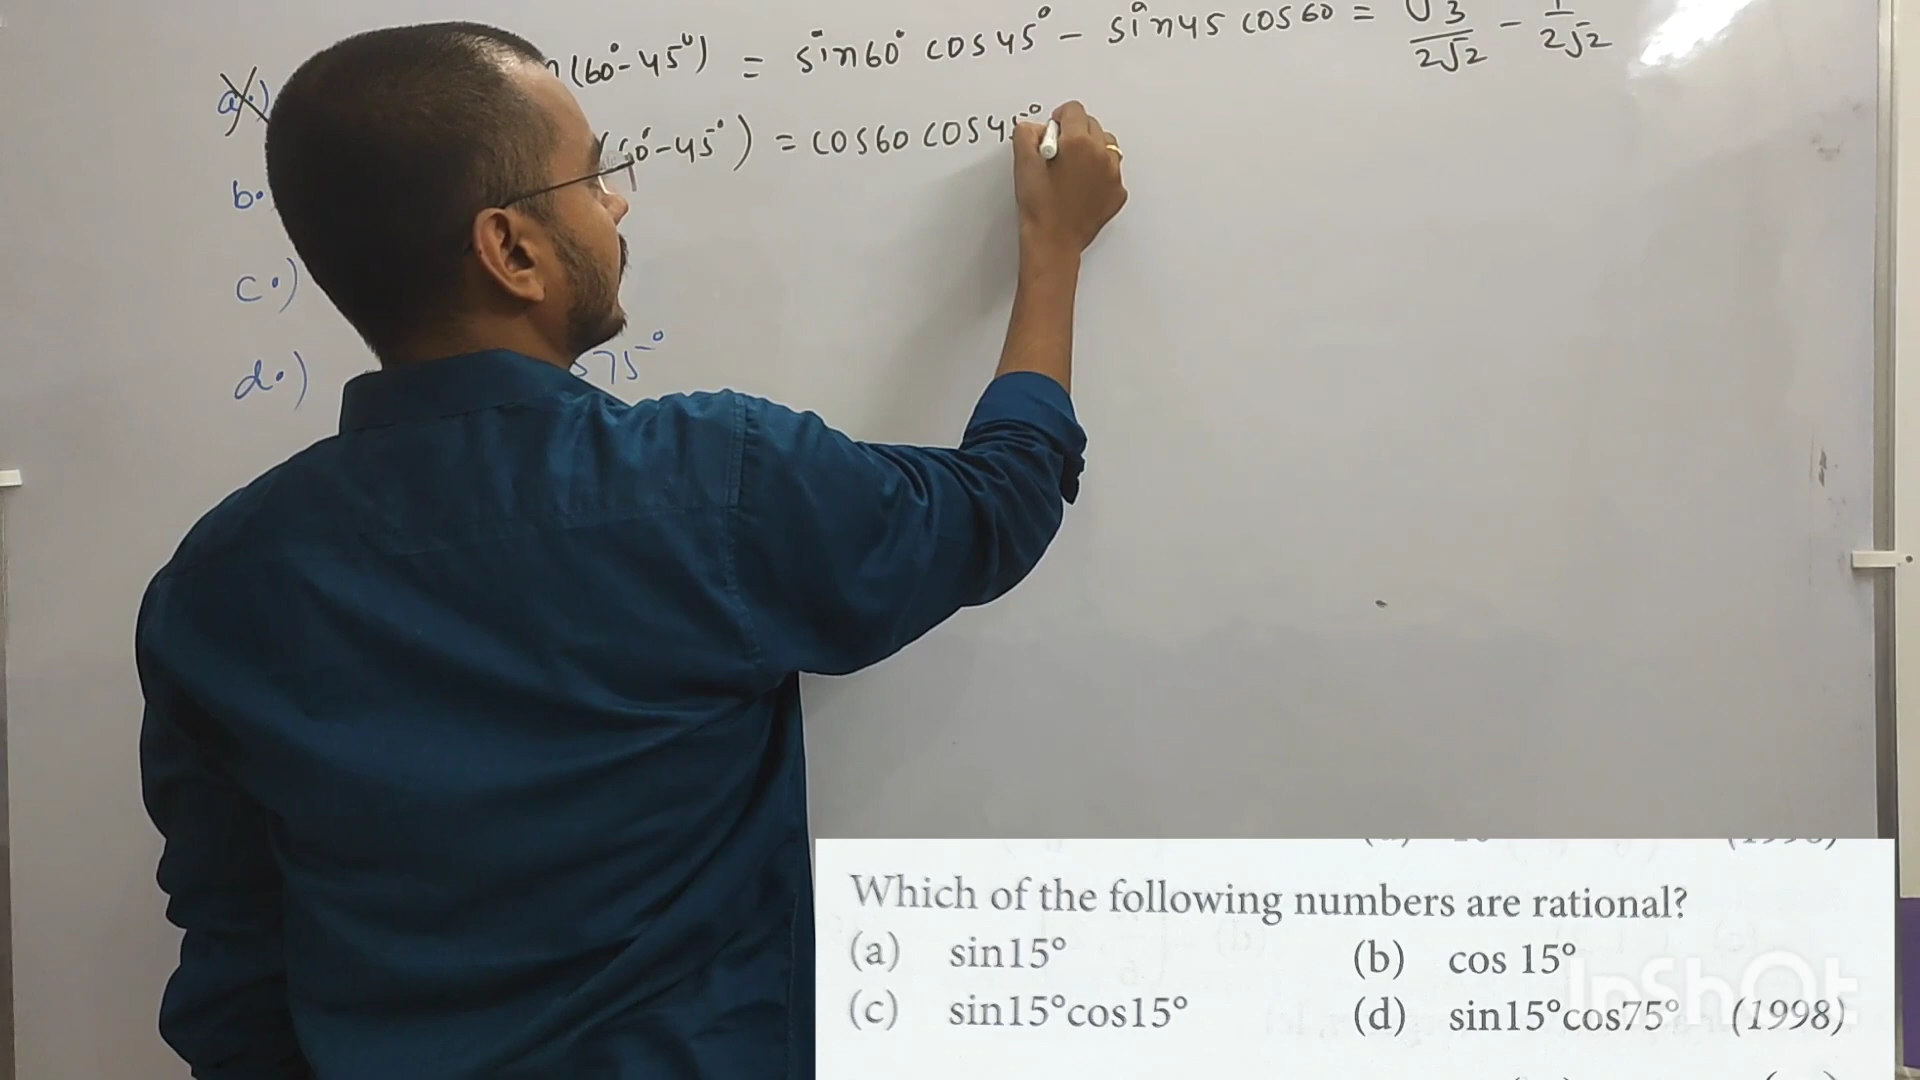 a.) (60°-45°) = sin60° cos45° - sin45 cos60 = √3/2√2 - 1/2√2
b. (60°-45°) = cos60 cos45°
c.)
d.) 75°
Which of the following numbers are rational?
(a) sin15° (b) cos 15°
(c) sin15°cos15° (d) sin15°cos75° (1998)
InShOt